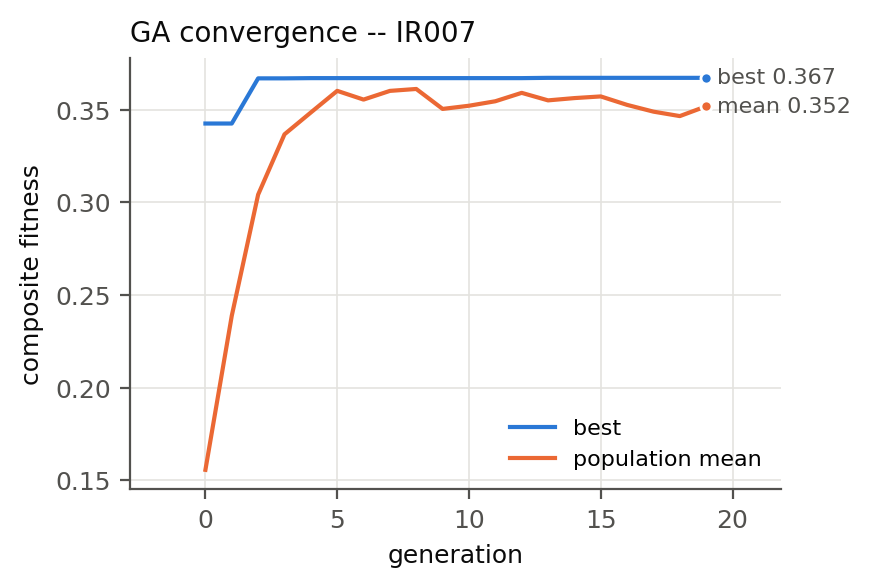 GA convergence -- IR007
best 0.367
mean 0.352
composite fitness
0.35
0.30
0.25
0.20
0.15
best
population mean
0 5 10 15 20
generation